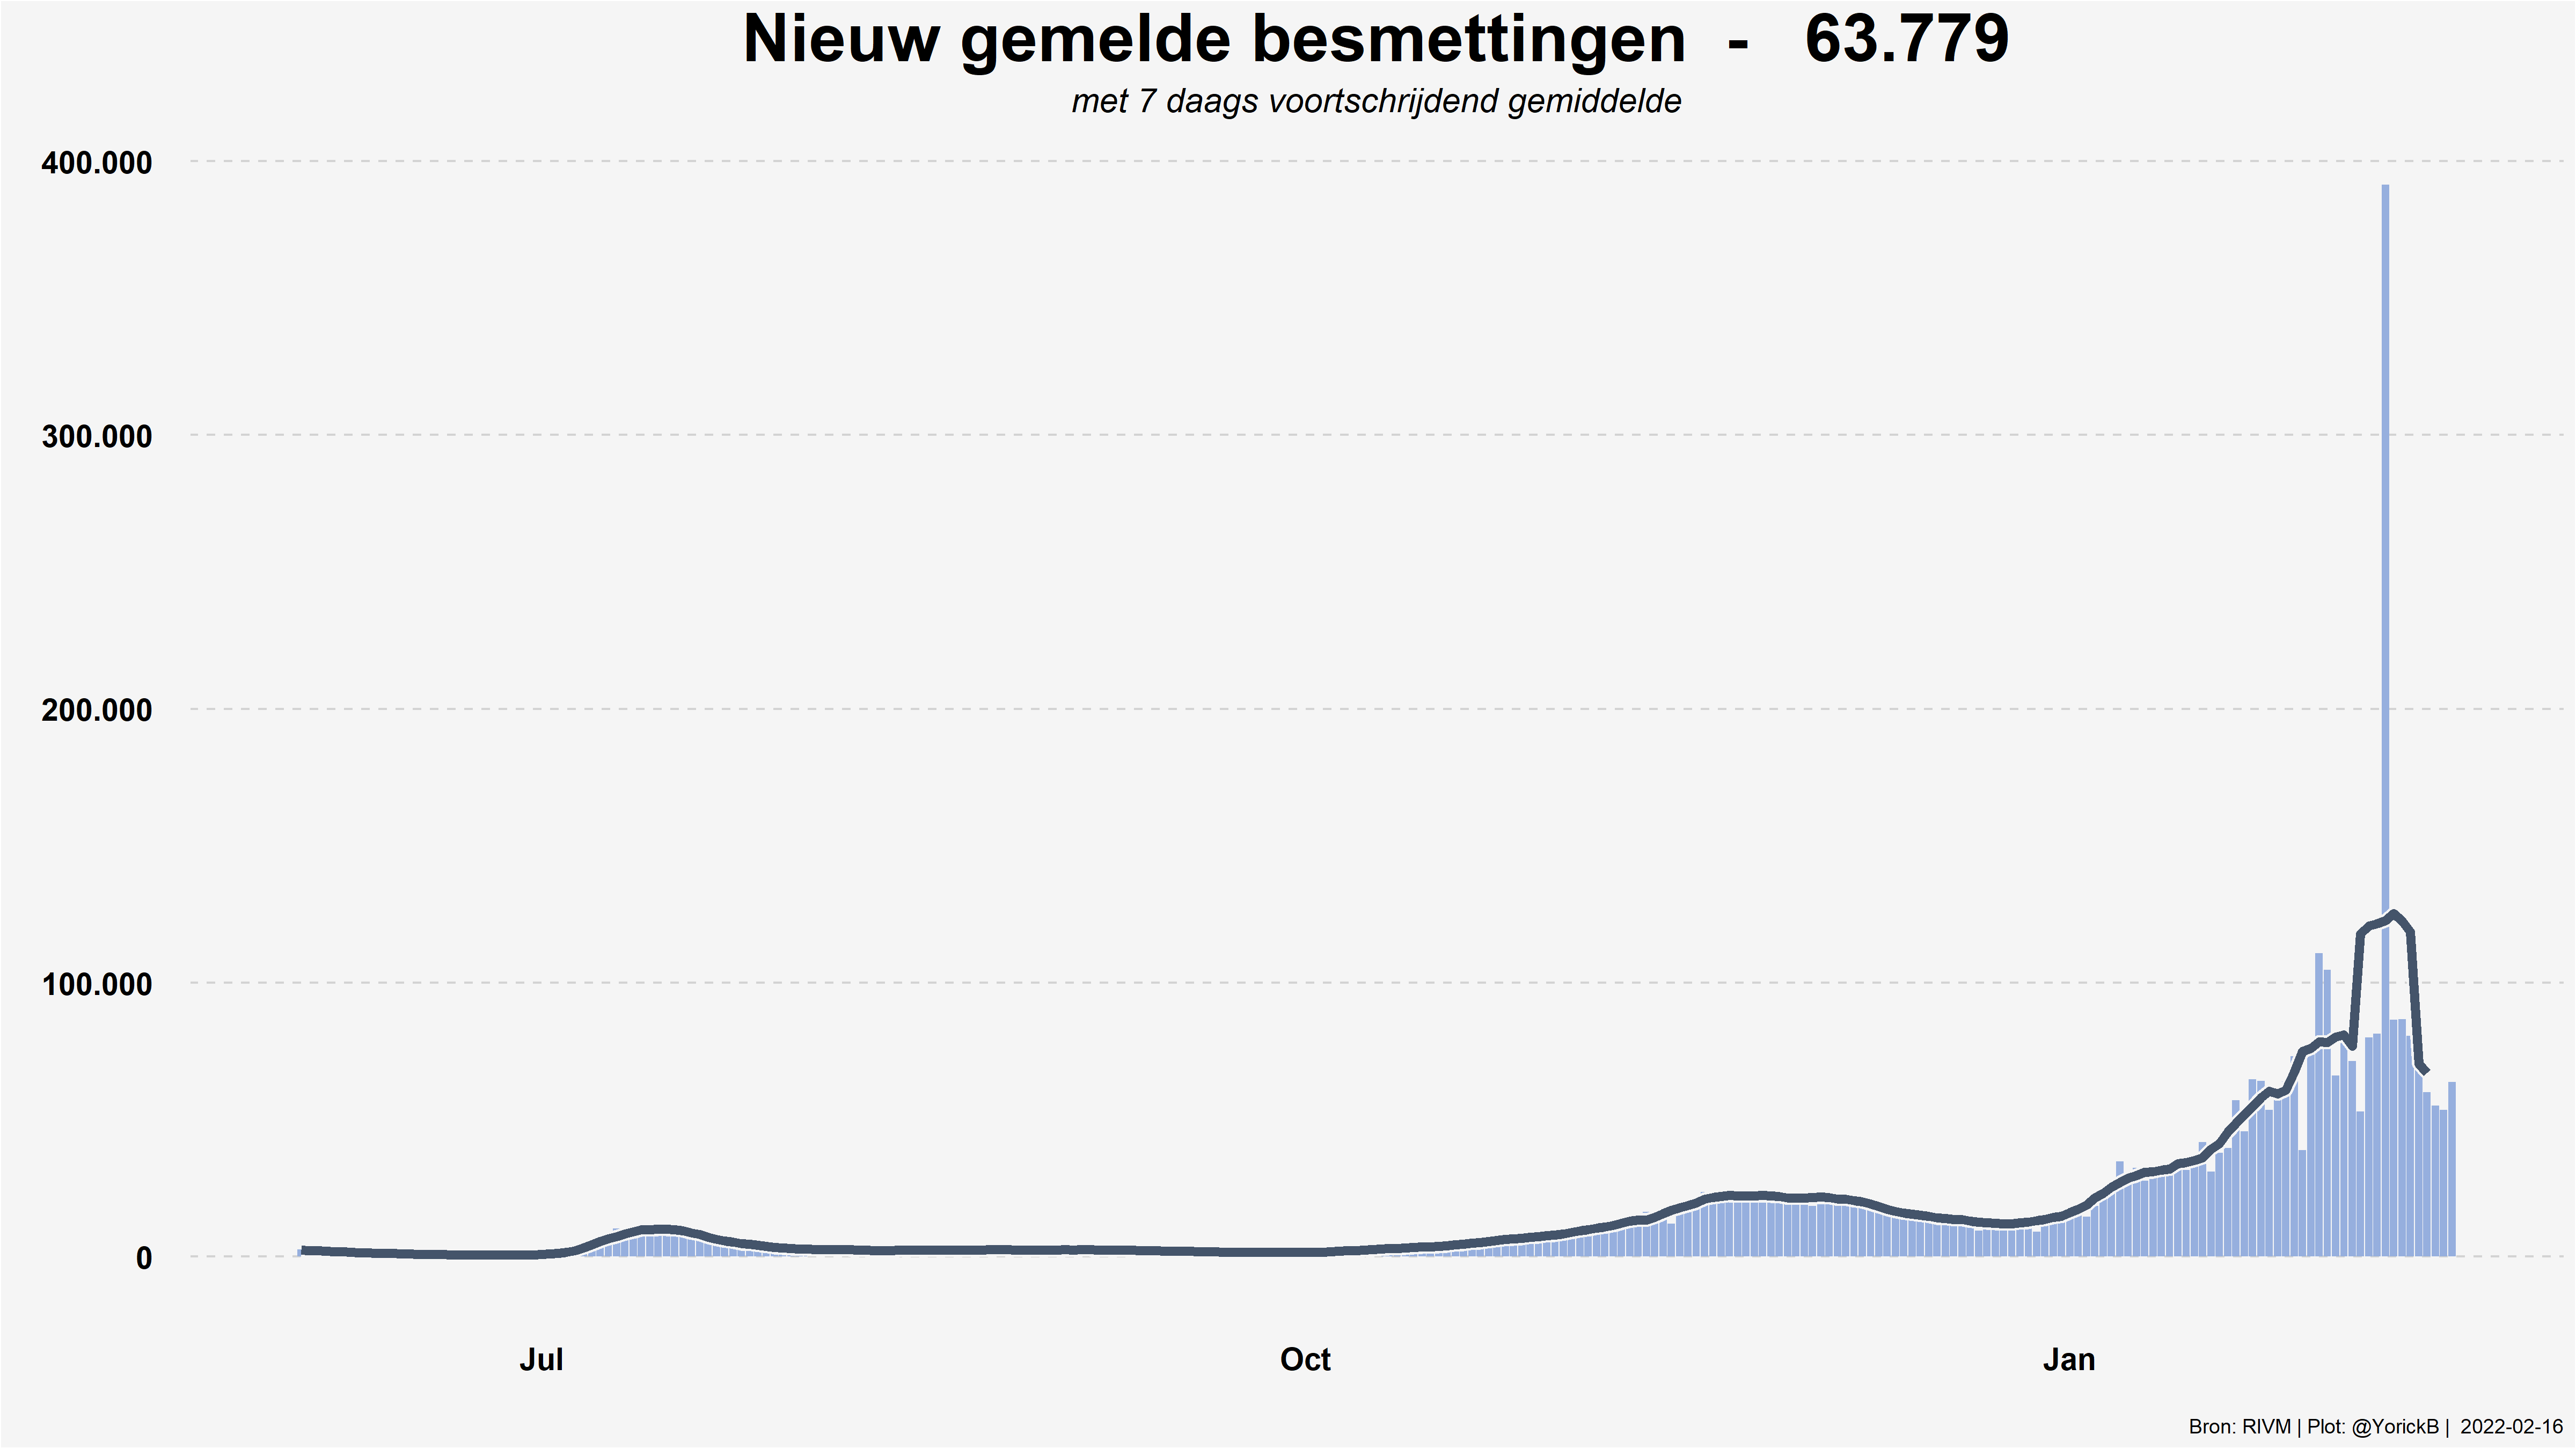 Nieuw gemelde besmettingen - 63.779
met 7 daags voortschrijdend gemiddelde
400.000
300.000
200.000
100.000
0
Jul Oct Jan
Bron: RIVM | Plot: @YorickB | 2022-02-16